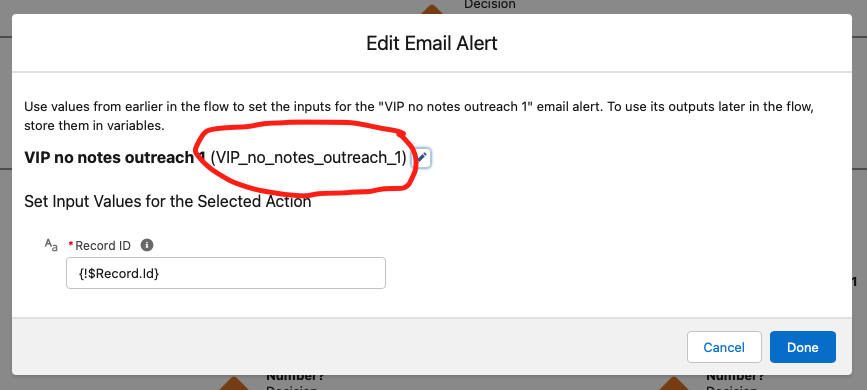 Decision
Edit Email Alert
Use values from earlier in the flow to set the inputs for the "VIP no notes outreach 1" email alert. To use its outputs later in the flow,
store them in variables.
VIP no notes outreach 1 (VIP_no_notes_outreach_1)
Set Input Values for the Selected Action
Aa *Record ID
{!$Record.Id}
1
Cancel Done
Number? Number?
Decision Decision